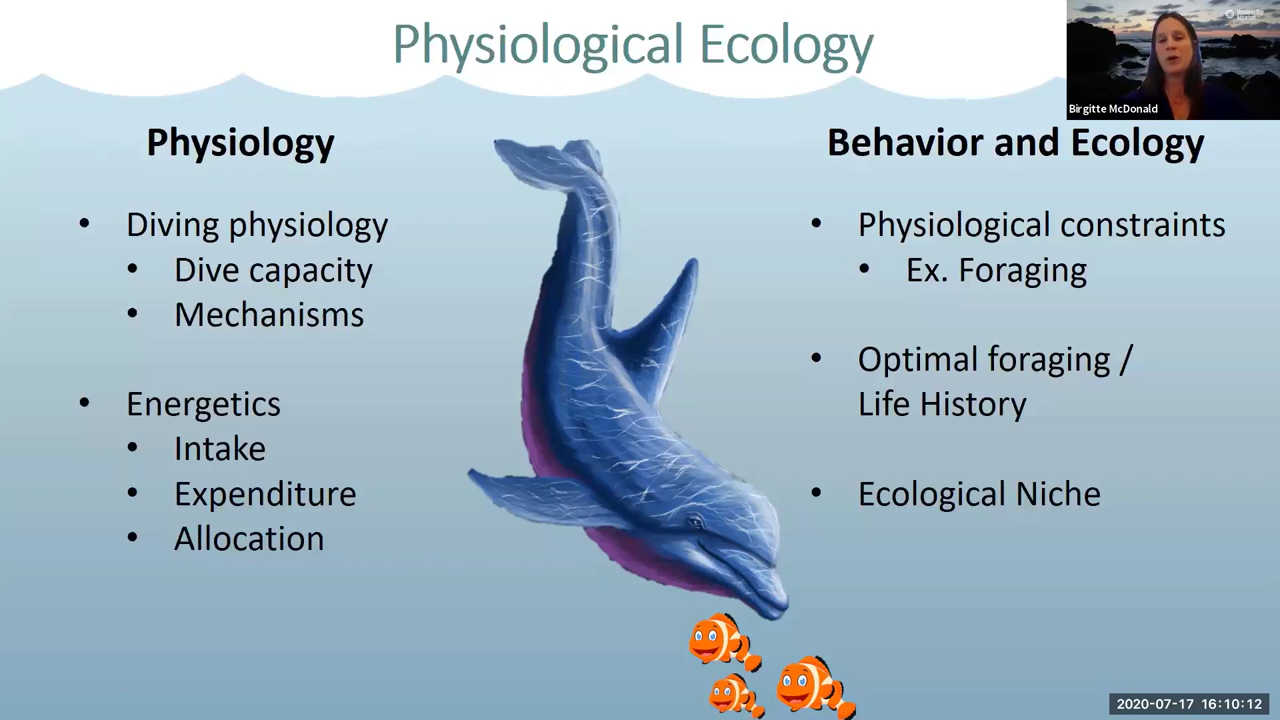 Physiological Ecology
Birgitte McDonald
Physiology
• Diving physiology
• Dive capacity
• Mechanisms
• Energetics
• Intake
• Expenditure
• Allocation
Behavior and Ecology
• Physiological constraints
• Ex. Foraging
• Optimal foraging /
Life History
• Ecological Niche
2020-07-17 16:10:12